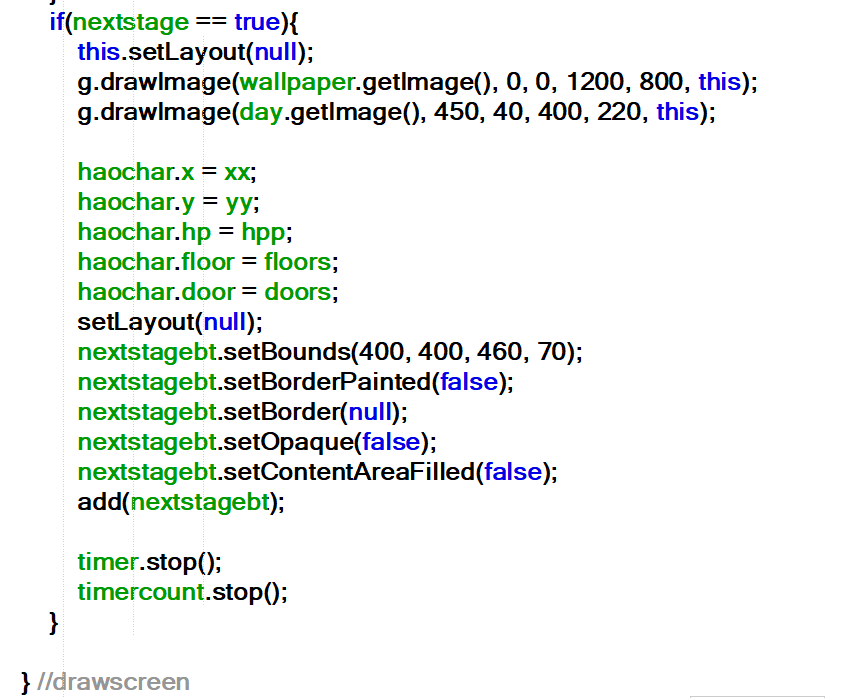 if(nextstage == true){
this.setLayout(null);
g.drawImage(wallpaper.getImage(), 0, 0, 1200, 800, this);
g.drawImage(day.getImage(), 450, 40, 400, 220, this);
haochar.x = xx;
haochar.y = yy;
haochar.hp = hpp;
haochar.floor = floors;
haochar.door = doors;
setLayout(null);
nextstagebt.setBounds(400, 400, 460, 70);
nextstagebt.setBorderPainted(false);
nextstagebt.setBorder(null);
nextstagebt.setOpaque(false);
nextstagebt.setContentAreaFilled(false);
add(nextstagebt);
timer.stop();
timercount.stop();
}
} //drawscreen